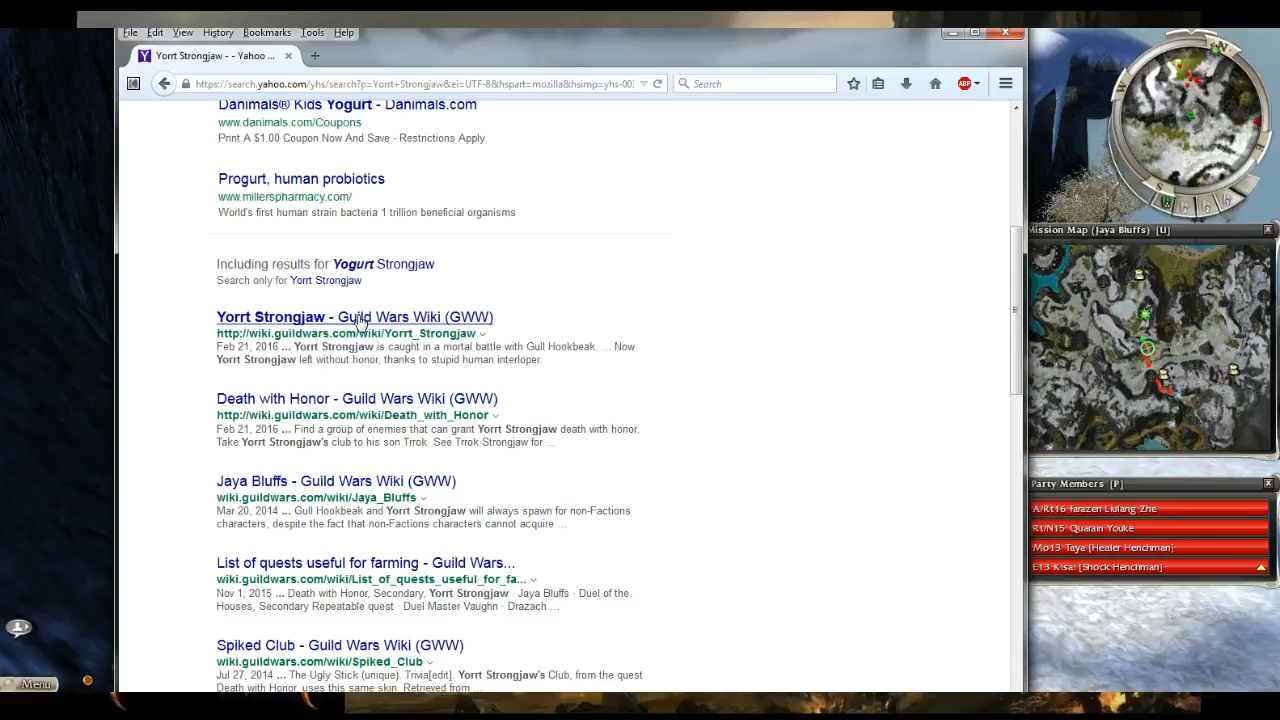 File Edit View History Bookmarks Tools Help
Yorrt Strongjaw - - Yahoo ...
https://search.yahoo.com/yhs/search?p=Yorrt+Strongjaw&ei=UTF-8&hspart=mozilla&hsimp=yhs-00
Search
ABP
Danimals® Kids Yogurt - Danimals.com
www.danimals.com/Coupons
Print A $1.00 Coupon Now And Save - Restrictions Apply.
Progurt, human probiotics
www.millerspharmacy.com/
World's first human strain bacteria 1 trillion beneficial organisms
Including results for Yogurt Strongjaw
Search only for Yorrt Strongjaw
Yorrt Strongjaw - Guild Wars Wiki (GWW)
http://wiki.guildwars.com/wiki/Yorrt_Strongjaw
Feb 21, 2016 ... Yorrt Strongjaw is caught in a mortal battle with Gull Hookbeak. ... Now
Yorrt Strongjaw left without honor, thanks to stupid human interloper.
Death with Honor - Guild Wars Wiki (GWW)
http://wiki.guildwars.com/wiki/Death_with_Honor
Feb 21, 2016 ... Find a group of enemies that can grant Yorrt Strongjaw death with honor.
Take Yorrt Strongjaw's club to his son Trrok. See Trrok Strongjaw for ...
Jaya Bluffs - Guild Wars Wiki (GWW)
wiki.guildwars.com/wiki/Jaya_Bluffs
Mar 20, 2014 ... Gull Hookbeak and Yorrt Strongjaw will always spawn for non-Factions
characters, despite the fact that non-Factions characters cannot acquire ...
List of quests useful for farming - Guild Wars...
wiki.guildwars.com/wiki/List_of_quests_useful_for_fa...
Nov 1, 2015 ... Death with Honor, Secondary, Yorrt Strongjaw · Jaya Bluffs · Duel of the
Houses, Secondary Repeatable quest · Duel Master Vaughn · Drazach ...
Spiked Club - Guild Wars Wiki (GWW)
wiki.guildwars.com/wiki/Spiked_Club
Jul 27, 2014 ... The Ugly Stick (unique). Trivia[edit]. Yorrt Strongjaw's Club, from the quest
Death with Honor, uses this same skin. Retrieved from ...
Mission Map (Jaya Bluffs) [U]
Party Members [P]
A/Rt16 Farazen Liulang Zhe
Rt/N15 Quarain Youke
Mo13 Taya [Healer Henchman]
E13 Kisai [Shock Henchman]
Menu